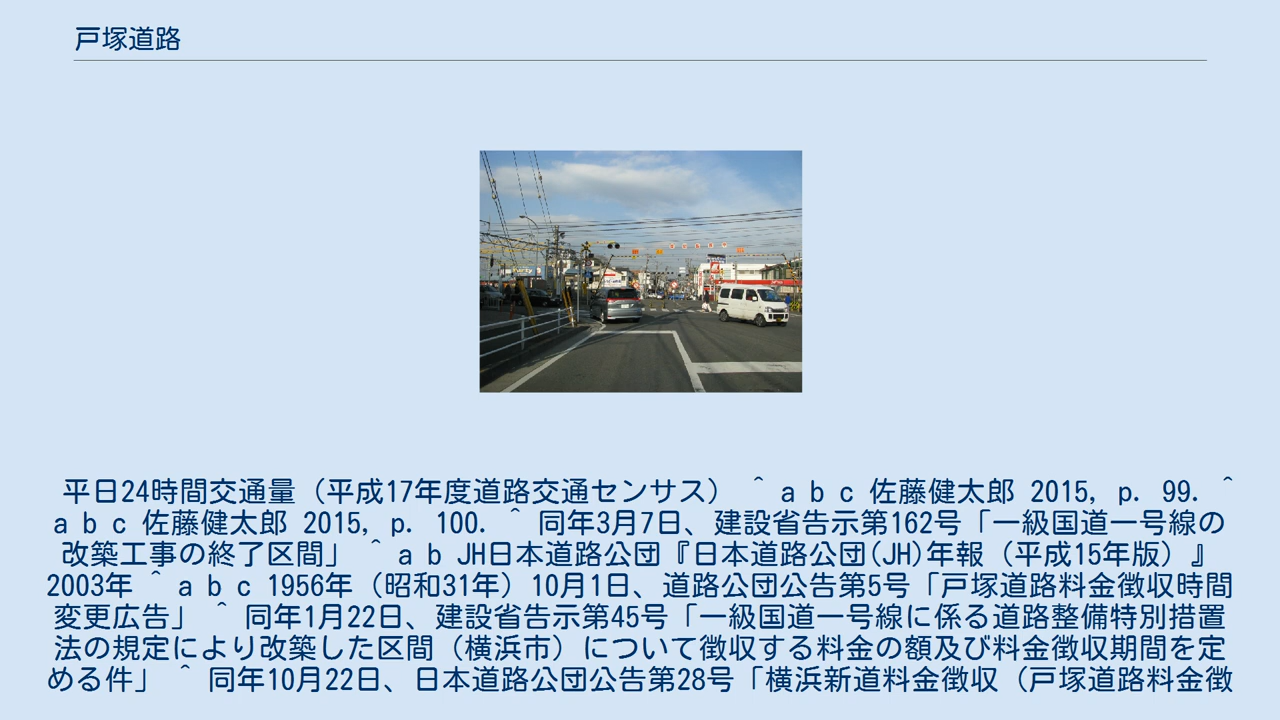 戸塚道路
平日24時間交通量（平成17年度道路交通センサス） ^ a b c 佐藤健太郎 2015, p. 99. ^
a b c 佐藤健太郎 2015, p. 100. ^ 同年3月7日、建設省告示第162号「一級国道一号線の
改築工事の終了区間」 ^ a b JH日本道路公団『日本道路公団(JH)年報（平成15年版）』
2003年 ^ a b c 1956年（昭和31年）10月1日、道路公団公告第5号「戸塚道路料金徴収時間
変更広告」 ^ 同年1月22日、建設省告示第45号「一級国道一号線に係る道路整備特別措置
法の規定により改築した区間（横浜市）について徴収する料金の額及び料金徴収期間を定
める件」 ^ 同年10月22日、日本道路公団公告第28号「横浜新道料金徴収（戸塚道路料金徴